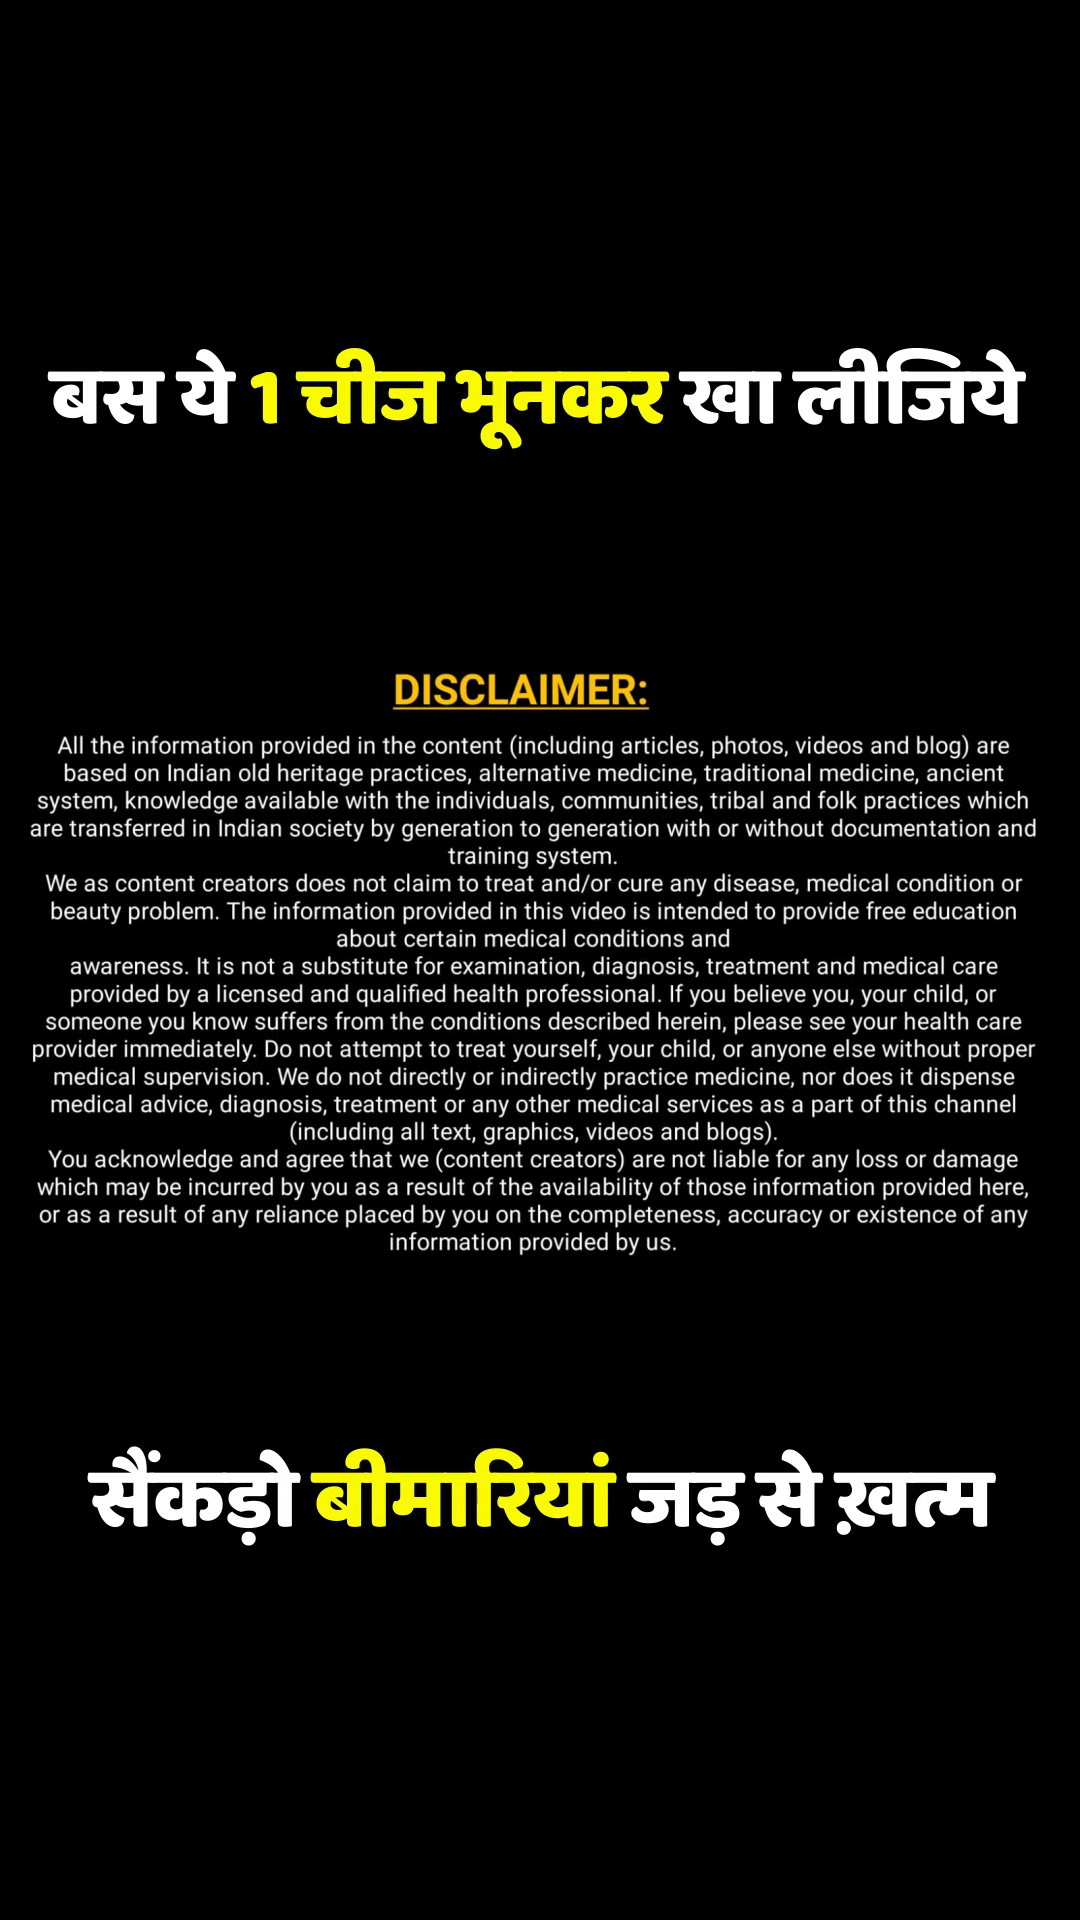 बस ये 1 चीज भूनकर खा लीजिये
DISCLAIMER:
All the information provided in the content (including articles, photos, videos and blog) are
based on Indian old heritage practices, alternative medicine, traditional medicine, ancient
system, knowledge available with the individuals, communities, tribal and folk practices which
are transferred in Indian society by generation to generation with or without documentation and
training system.
We as content creators does not claim to treat and/or cure any disease, medical condition or
beauty problem. The information provided in this video is intended to provide free education
about certain medical conditions and
awareness. It is not a substitute for examination, diagnosis, treatment and medical care
provided by a licensed and qualified health professional. If you believe you, your child, or
someone you know suffers from the conditions described herein, please see your health care
provider immediately. Do not attempt to treat yourself, your child, or anyone else without proper
medical supervision. We do not directly or indirectly practice medicine, nor does it dispense
medical advice, diagnosis, treatment or any other medical services as a part of this channel
(including all text, graphics, videos and blogs).
You acknowledge and agree that we (content creators) are not liable for any loss or damage
which may be incurred by you as a result of the availability of those information provided here,
or as a result of any reliance placed by you on the completeness, accuracy or existence of any
information provided by us.
सैंकड़ो बीमारियां जड़ से ख़त्म